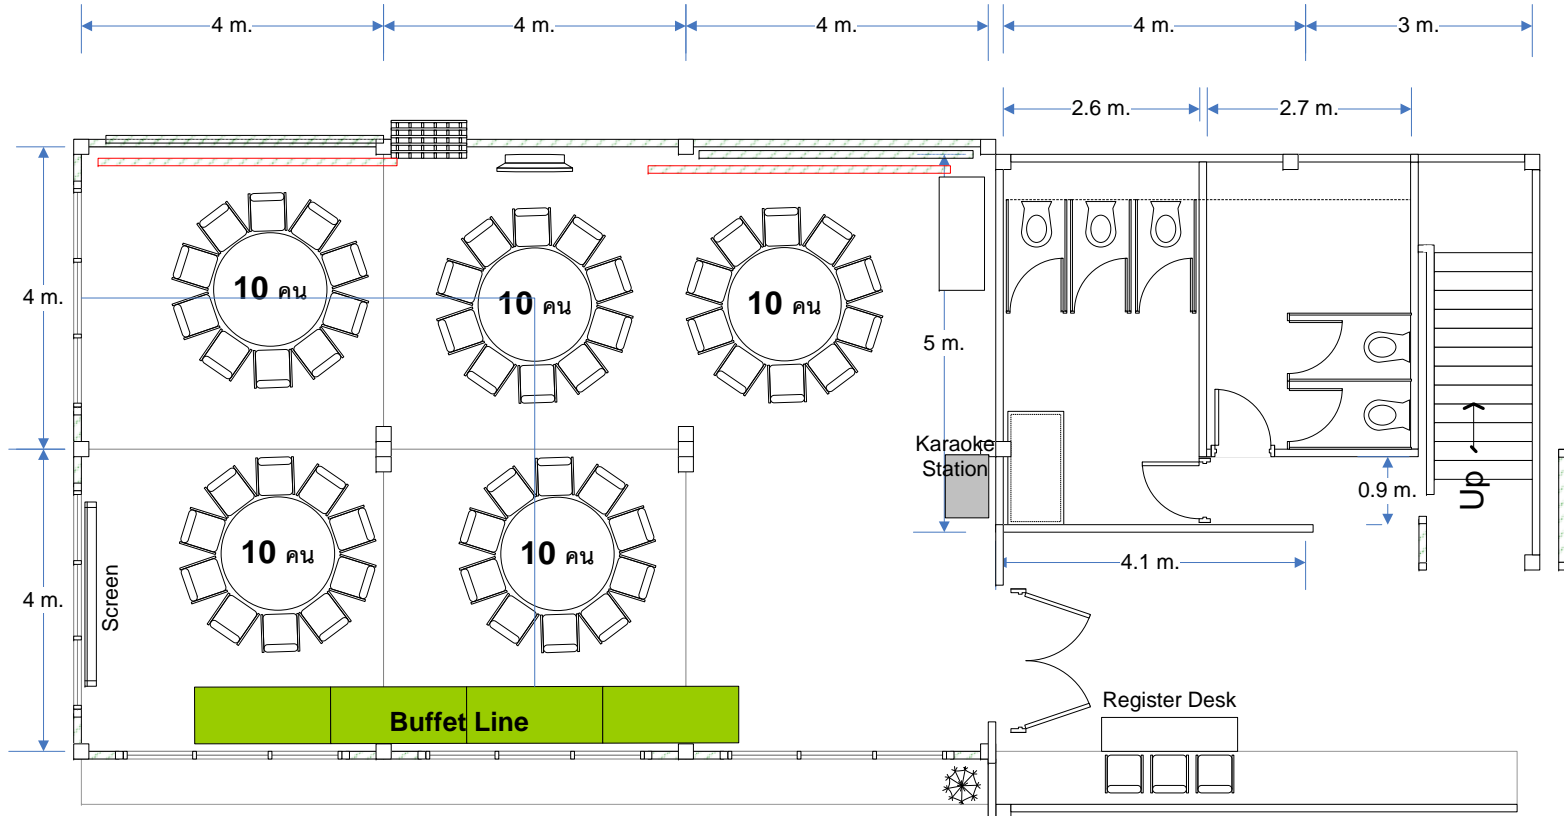 4 m.
4 m.
4 m.
4 m.
3 m.
2.6 m.
2.7 m.
4 m.
10 คน
10 คน
10 คน
5 m.
Karaoke
Station
0.9 m.
Up
10 คน
10 คน
4.1 m.
4 m.
Screen
Register Desk
Buffet Line